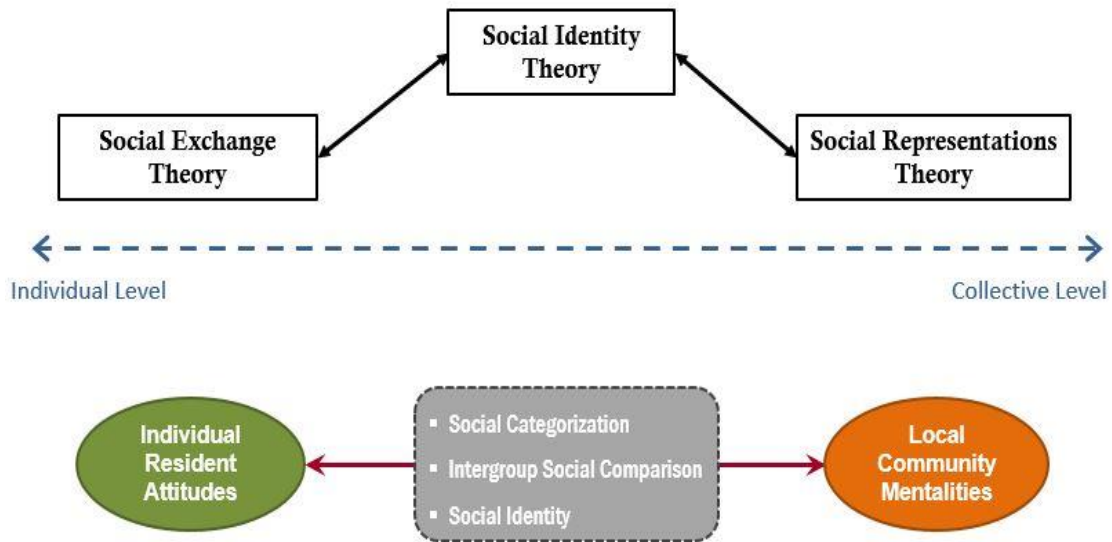 Social Identity
Theory
Social Exchange
Theory
Social Representations
Theory
Individual Level
Collective Level
Individual
Resident
Attitudes
▪ Social Categorization
▪ Intergroup Social Comparison
▪ Social Identity
Local
Community
Mentalities